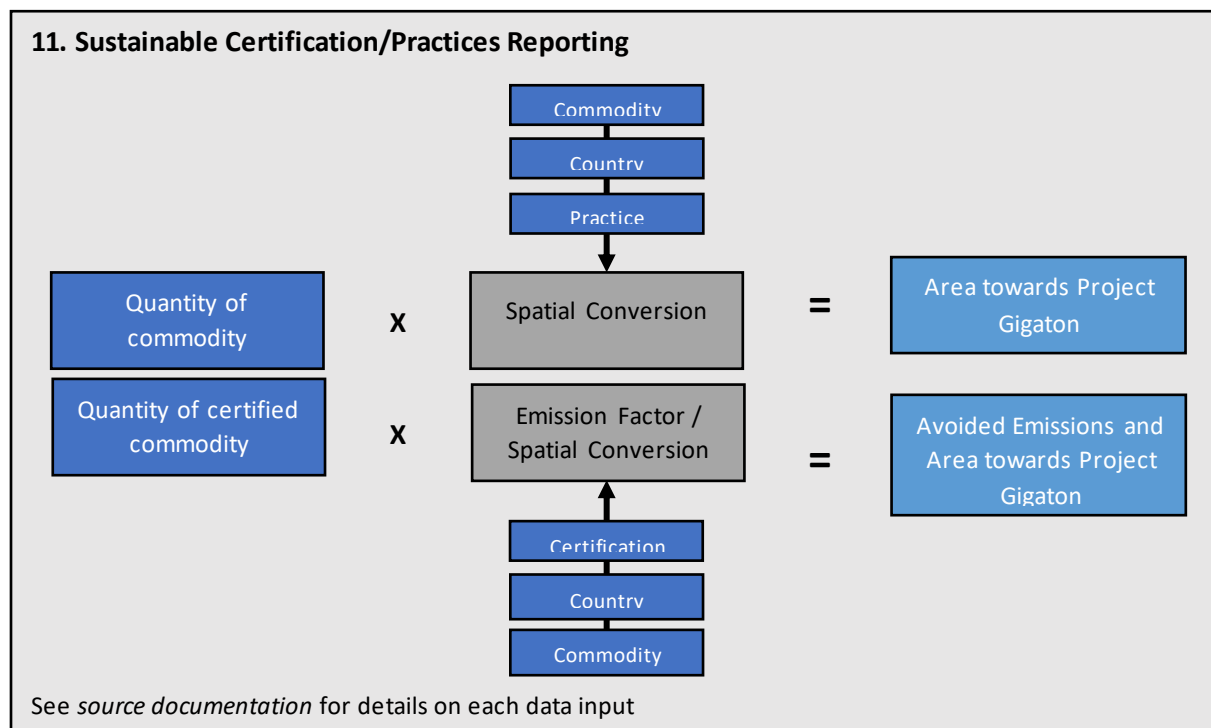 11. Sustainable Certification/Practices Reporting
Commodity
Country
Practice
Quantity of
commodity
x
Spatial Conversion
=
Area towards Project
Gigaton
Quantity of certified
commodity
x
Emission Factor /
Spatial Conversion
=
Avoided Emissions and
Area towards Project
Gigaton
Certification
Country
Commodity
See source documentation for details on each data input